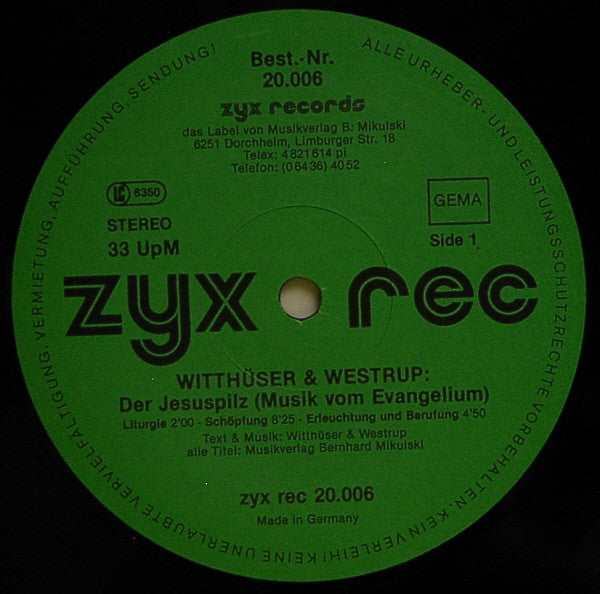 Best.-Nr.
20.006
zyx records
das Label von Musikverlag B. Mikulski
6251 Dorchheim, Limburger Str. 18
Telex: 4821614 pi
Telefon: (06436) 4052
LC 6350
GEMA
STEREO
Side 1
33 UpM
zyx rec
WITTHÜSER & WESTRUP:
Der Jesuspilz (Musik vom Evangelium)
Liturgie 2'00 - Schöpfung 8'25 - Erleuchtung und Berufung 4'50
Text & Musik: Witthüser & Westrup
alle Titel: Musikverlag Bernhard Mikulski
zyx rec 20.006
Made in Germany
ALLE URHEBER- UND LEISTUNGSSCHUTZRECHTE VORBEHALTEN. KEIN VERLEIH! KEINE UNERLAUBTE VERVIELFÄLTIGUNG, VERMIETUNG, AUFFÜHRUNG, SENDUNG!